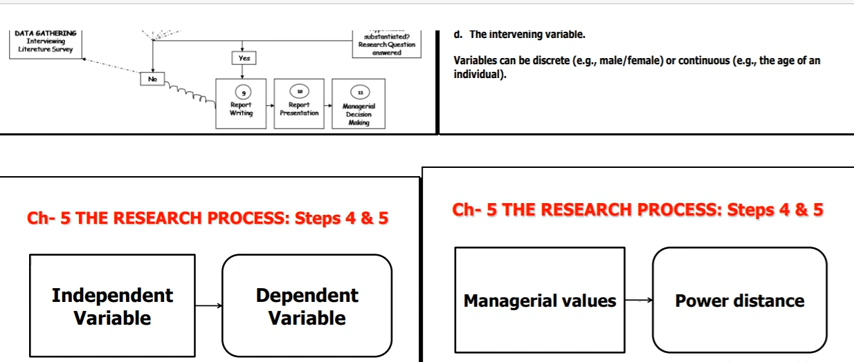 DATA GATHERING
Interviewing
Litereture Survey
substantiated?
Research Question
answered
Yes
No
9
Report
Writing
10
Report
Presentation
11
Managerial
Decision
Making
d. The intervening variable.
Variables can be discrete (e.g., male/female) or continuous (e.g., the age of an
individual).
Ch- 5 THE RESEARCH PROCESS: Steps 4 & 5
Independent
Variable
Dependent
Variable
Ch- 5 THE RESEARCH PROCESS: Steps 4 & 5
Managerial values
Power distance